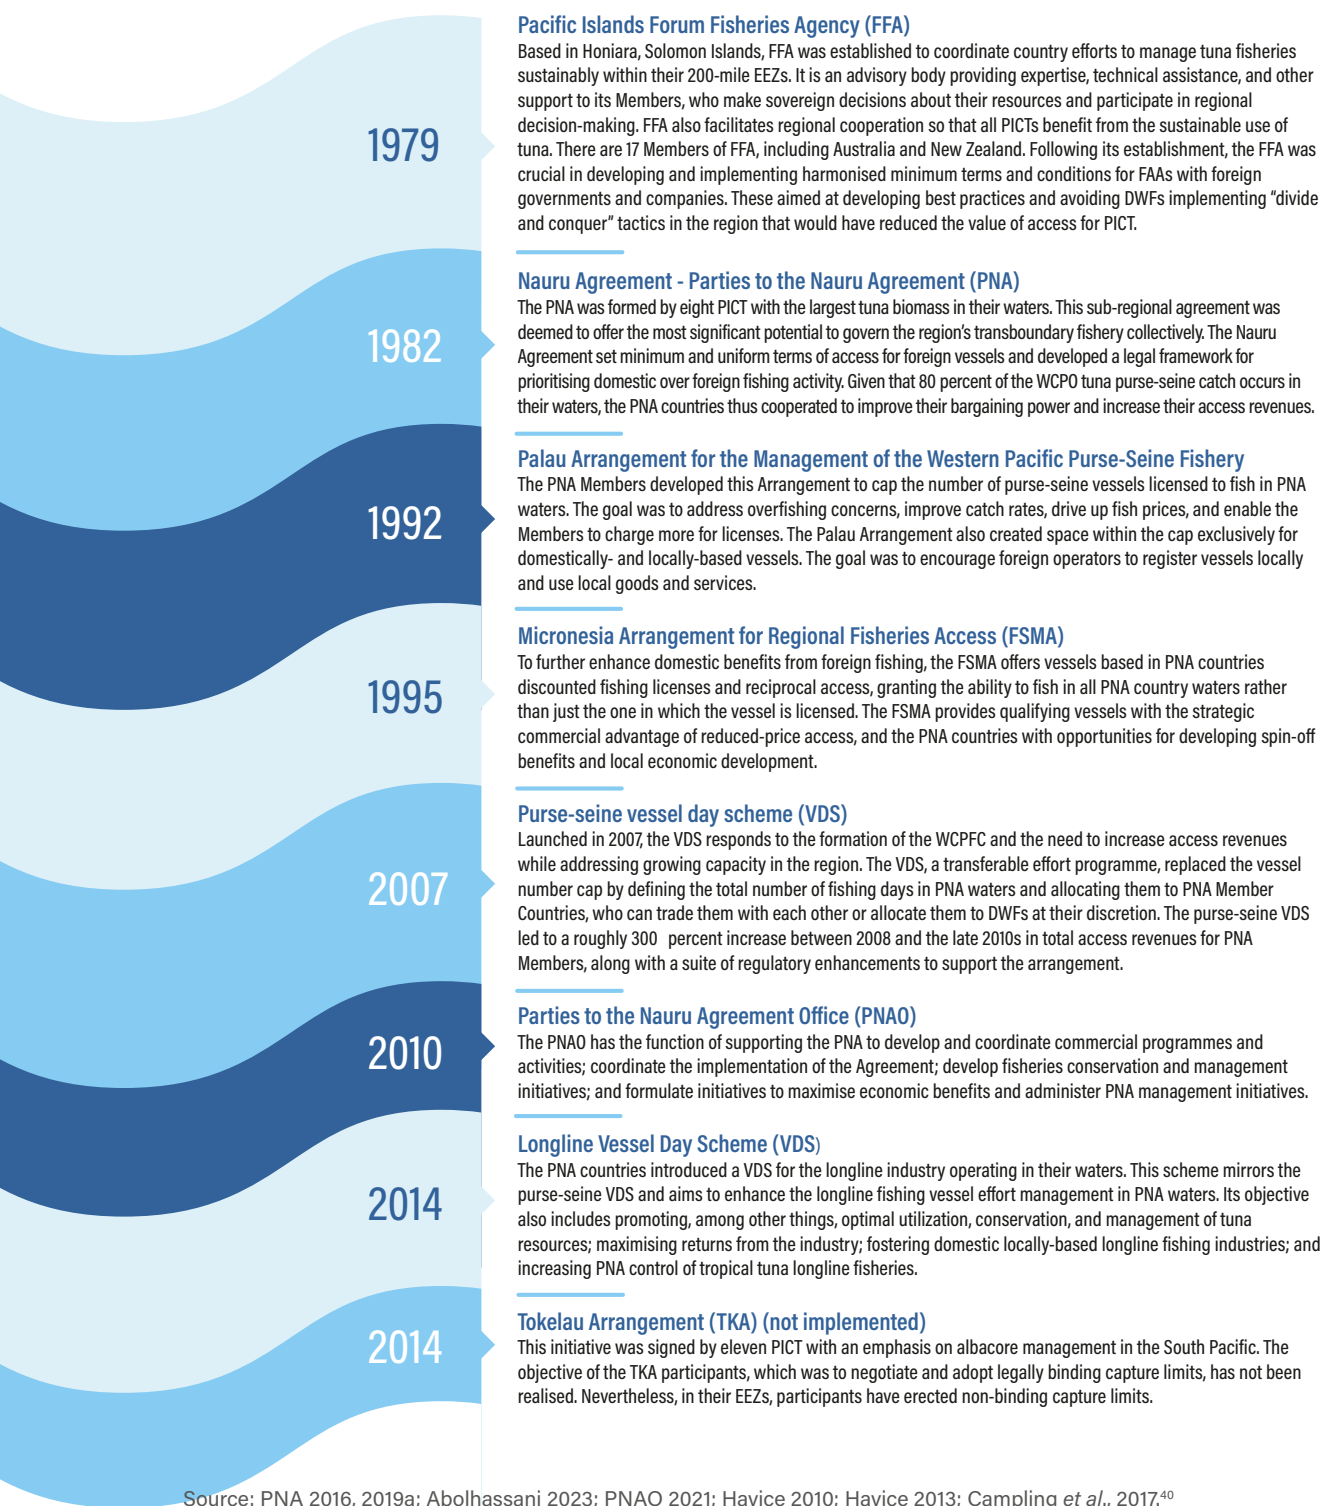 Pacific Islands Forum Fisheries Agency (FFA)
Based in Honiara, Solomon Islands, FFA was established to coordinate country efforts to manage tuna fisheries
sustainably within their 200-mile EEZs. It is an advisory body providing expertise, technical assistance, and other
support to its Members, who make sovereign decisions about their resources and participate in regional
decision-making. FFA also facilitates regional cooperation so that all PICTs benefit from the sustainable use of
tuna. There are 17 Members of FFA, including Australia and New Zealand. Following its establishment, the FFA was
crucial in developing and implementing harmonised minimum terms and conditions for FAAs with foreign
governments and companies. These aimed at developing best practices and avoiding DWFs implementing “divide
and conquer” tactics in the region that would have reduced the value of access for PICT.
1979
Nauru Agreement - Parties to the Nauru Agreement (PNA)
The PNA was formed by eight PICT with the largest tuna biomass in their waters. This sub-regional agreement was
deemed to offer the most significant potential to govern the region’s transboundary fishery collectively. The Nauru
Agreement set minimum and uniform terms of access for foreign vessels and developed a legal framework for
prioritising domestic over foreign fishing activity. Given that 80 percent of the WCPO tuna purse-seine catch occurs in
their waters, the PNA countries thus cooperated to improve their bargaining power and increase their access revenues.
1982
Palau Arrangement for the Management of the Western Pacific Purse-Seine Fishery
The PNA Members developed this Arrangement to cap the number of purse-seine vessels licensed to fish in PNA
waters. The goal was to address overfishing concerns, improve catch rates, drive up fish prices, and enable the
Members to charge more for licenses. The Palau Arrangement also created space within the cap exclusively for
domestically- and locally-based vessels. The goal was to encourage foreign operators to register vessels locally
and use local goods and services.
1992
Micronesia Arrangement for Regional Fisheries Access (FSMA)
To further enhance domestic benefits from foreign fishing, the FSMA offers vessels based in PNA countries
discounted fishing licenses and reciprocal access, granting the ability to fish in all PNA country waters rather
than just the one in which the vessel is licensed. The FSMA provides qualifying vessels with the strategic
commercial advantage of reduced-price access, and the PNA countries with opportunities for developing spin-off
benefits and local economic development.
1995
Purse-seine vessel day scheme (VDS)
Launched in 2007, the VDS responds to the formation of the WCPFC and the need to increase access revenues
while addressing growing capacity in the region. The VDS, a transferable effort programme, replaced the vessel
number cap by defining the total number of fishing days in PNA waters and allocating them to PNA Member
Countries, who can trade them with each other or allocate them to DWFs at their discretion. The purse-seine VDS
led to a roughly 300 percent increase between 2008 and the late 2010s in total access revenues for PNA
Members, along with a suite of regulatory enhancements to support the arrangement.
2007
Parties to the Nauru Agreement Office (PNAO)
The PNAO has the function of supporting the PNA to develop and coordinate commercial programmes and
activities; coordinate the implementation of the Agreement; develop fisheries conservation and management
initiatives; and formulate initiatives to maximise economic benefits and administer PNA management initiatives.
2010
Longline Vessel Day Scheme (VDS)
The PNA countries introduced a VDS for the longline industry operating in their waters. This scheme mirrors the
purse-seine VDS and aims to enhance the longline fishing vessel effort management in PNA waters. Its objective
also includes promoting, among other things, optimal utilization, conservation, and management of tuna
resources; maximising returns from the industry; fostering domestic locally-based longline fishing industries; and
increasing PNA control of tropical tuna longline fisheries.
2014
Tokelau Arrangement (TKA) (not implemented)
This initiative was signed by eleven PICT with an emphasis on albacore management in the South Pacific. The
objective of the TKA participants, which was to negotiate and adopt legally binding capture limits, has not been
realised. Nevertheless, in their EEZs, participants have erected non-binding capture limits.
2014
Source: PNA 2016, 2019a; Abolhassani 2023; PNAO 2021; Havice 2010; Havice 2013; Campling et al., 2017.⁴⁰